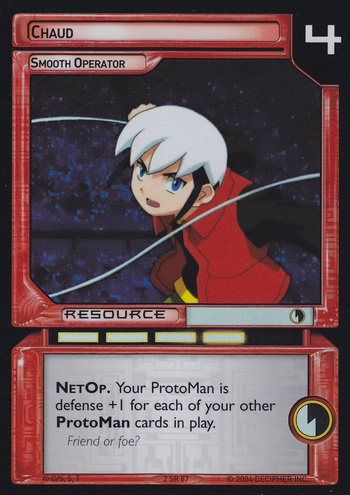 Chaud
4
Smooth Operator
RESOURCE
NetOp. Your ProtoMan is
defense +1 for each of your other
ProtoMan cards in play.
Friend or foe?
© C/S, S, T 2 SR 87 © 2004 DECIPHER INC.